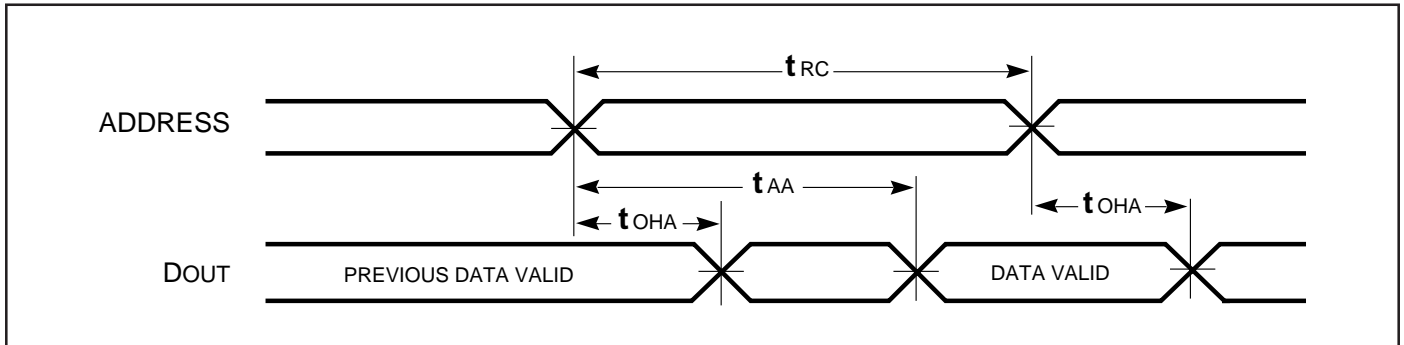 tRC
ADDRESS
tAA
tOHA
tOHA
DOUT
PREVIOUS DATA VALID
DATA VALID